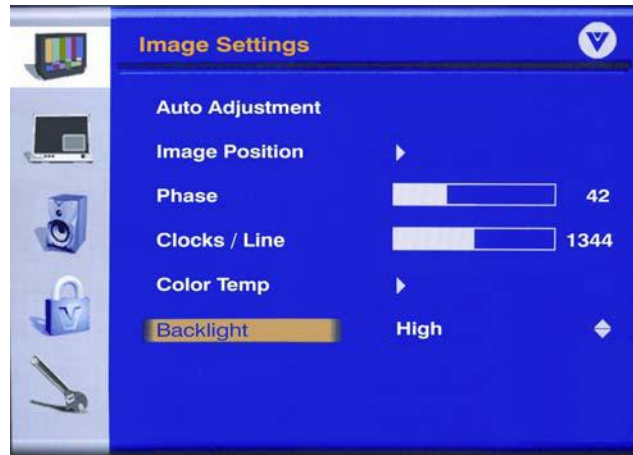 Image Settings
V
Auto Adjustment
Image Position
Phase 42
Clocks / Line 1344
Color Temp
Backlight High
V